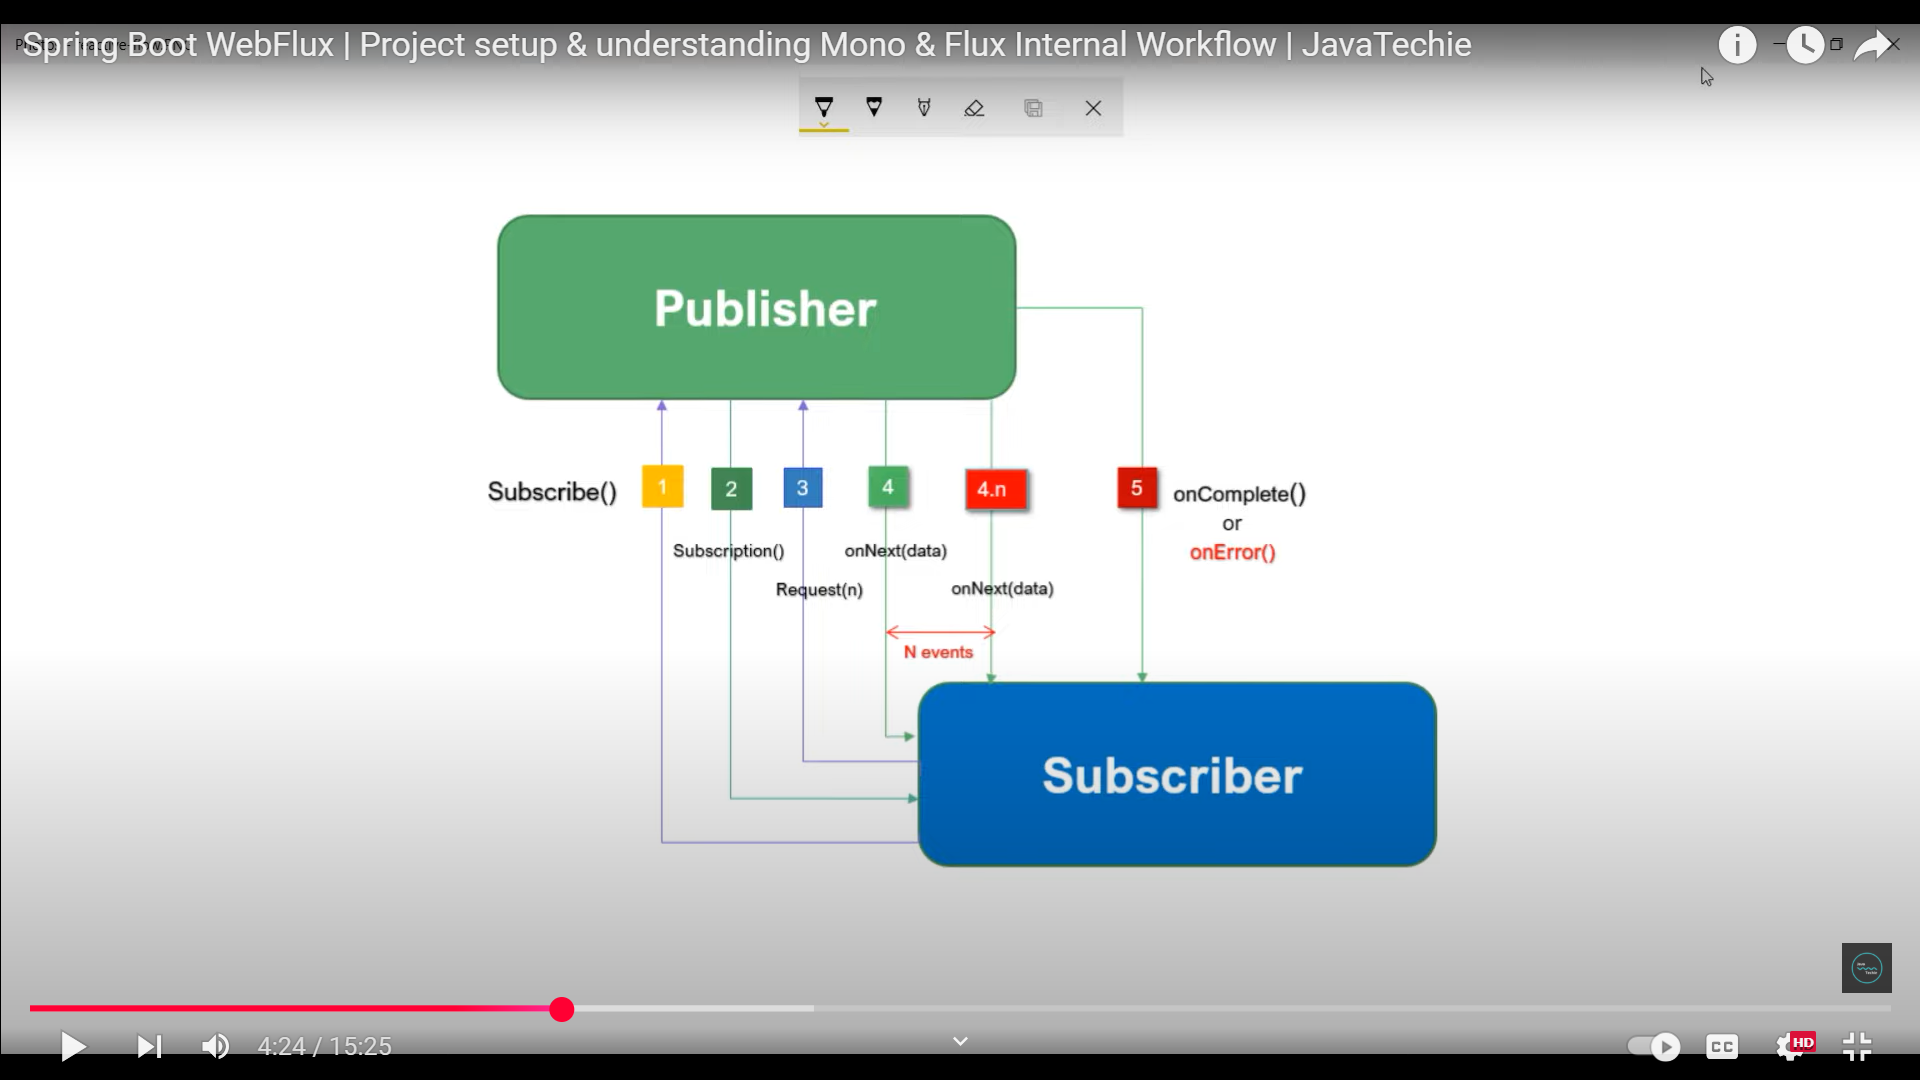 Spring Boot WebFlux | Project setup & understanding Mono & Flux Internal Workflow | JavaTechie
Publisher
Subscribe()
1
2
3
4
4.n
5
onComplete()
or
onError()
Subscription()
onNext(data)
Request(n)
onNext(data)
N events
Subscriber
4:24 / 15:25
CC
HD